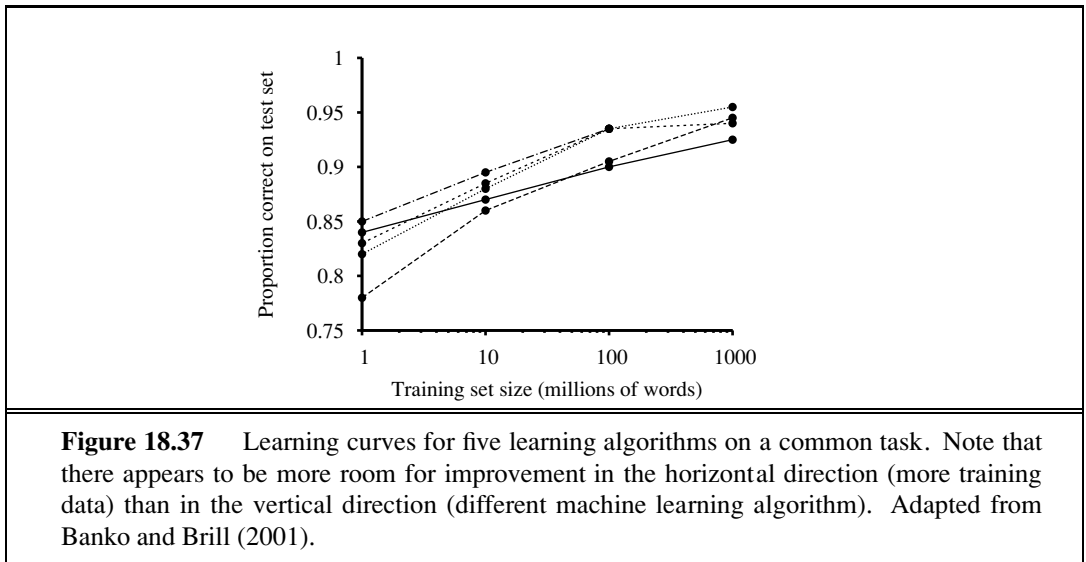 1
0.95
0.9
0.85
0.8
0.75
Proportion correct on test set
1 10 100 1000
Training set size (millions of words)
Figure 18.37 Learning curves for five learning algorithms on a common task. Note that
there appears to be more room for improvement in the horizontal direction (more training
data) than in the vertical direction (different machine learning algorithm). Adapted from
Banko and Brill (2001).